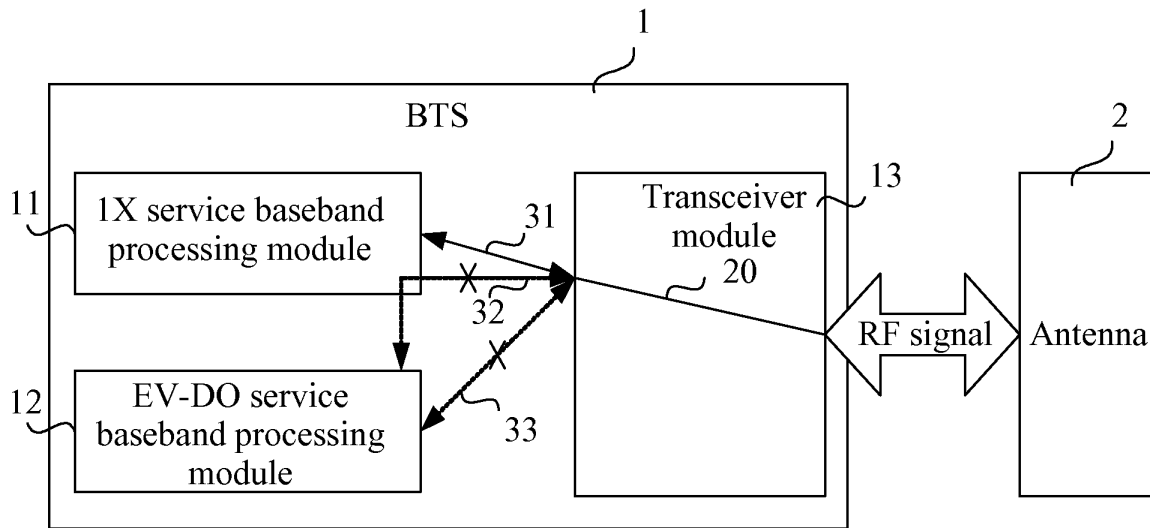 1
BTS
2
11
1X service baseband
processing module
31
Transceiver
module
13
20
32
RF signal
Antenna
12
EV-DO service
baseband processing
module
33